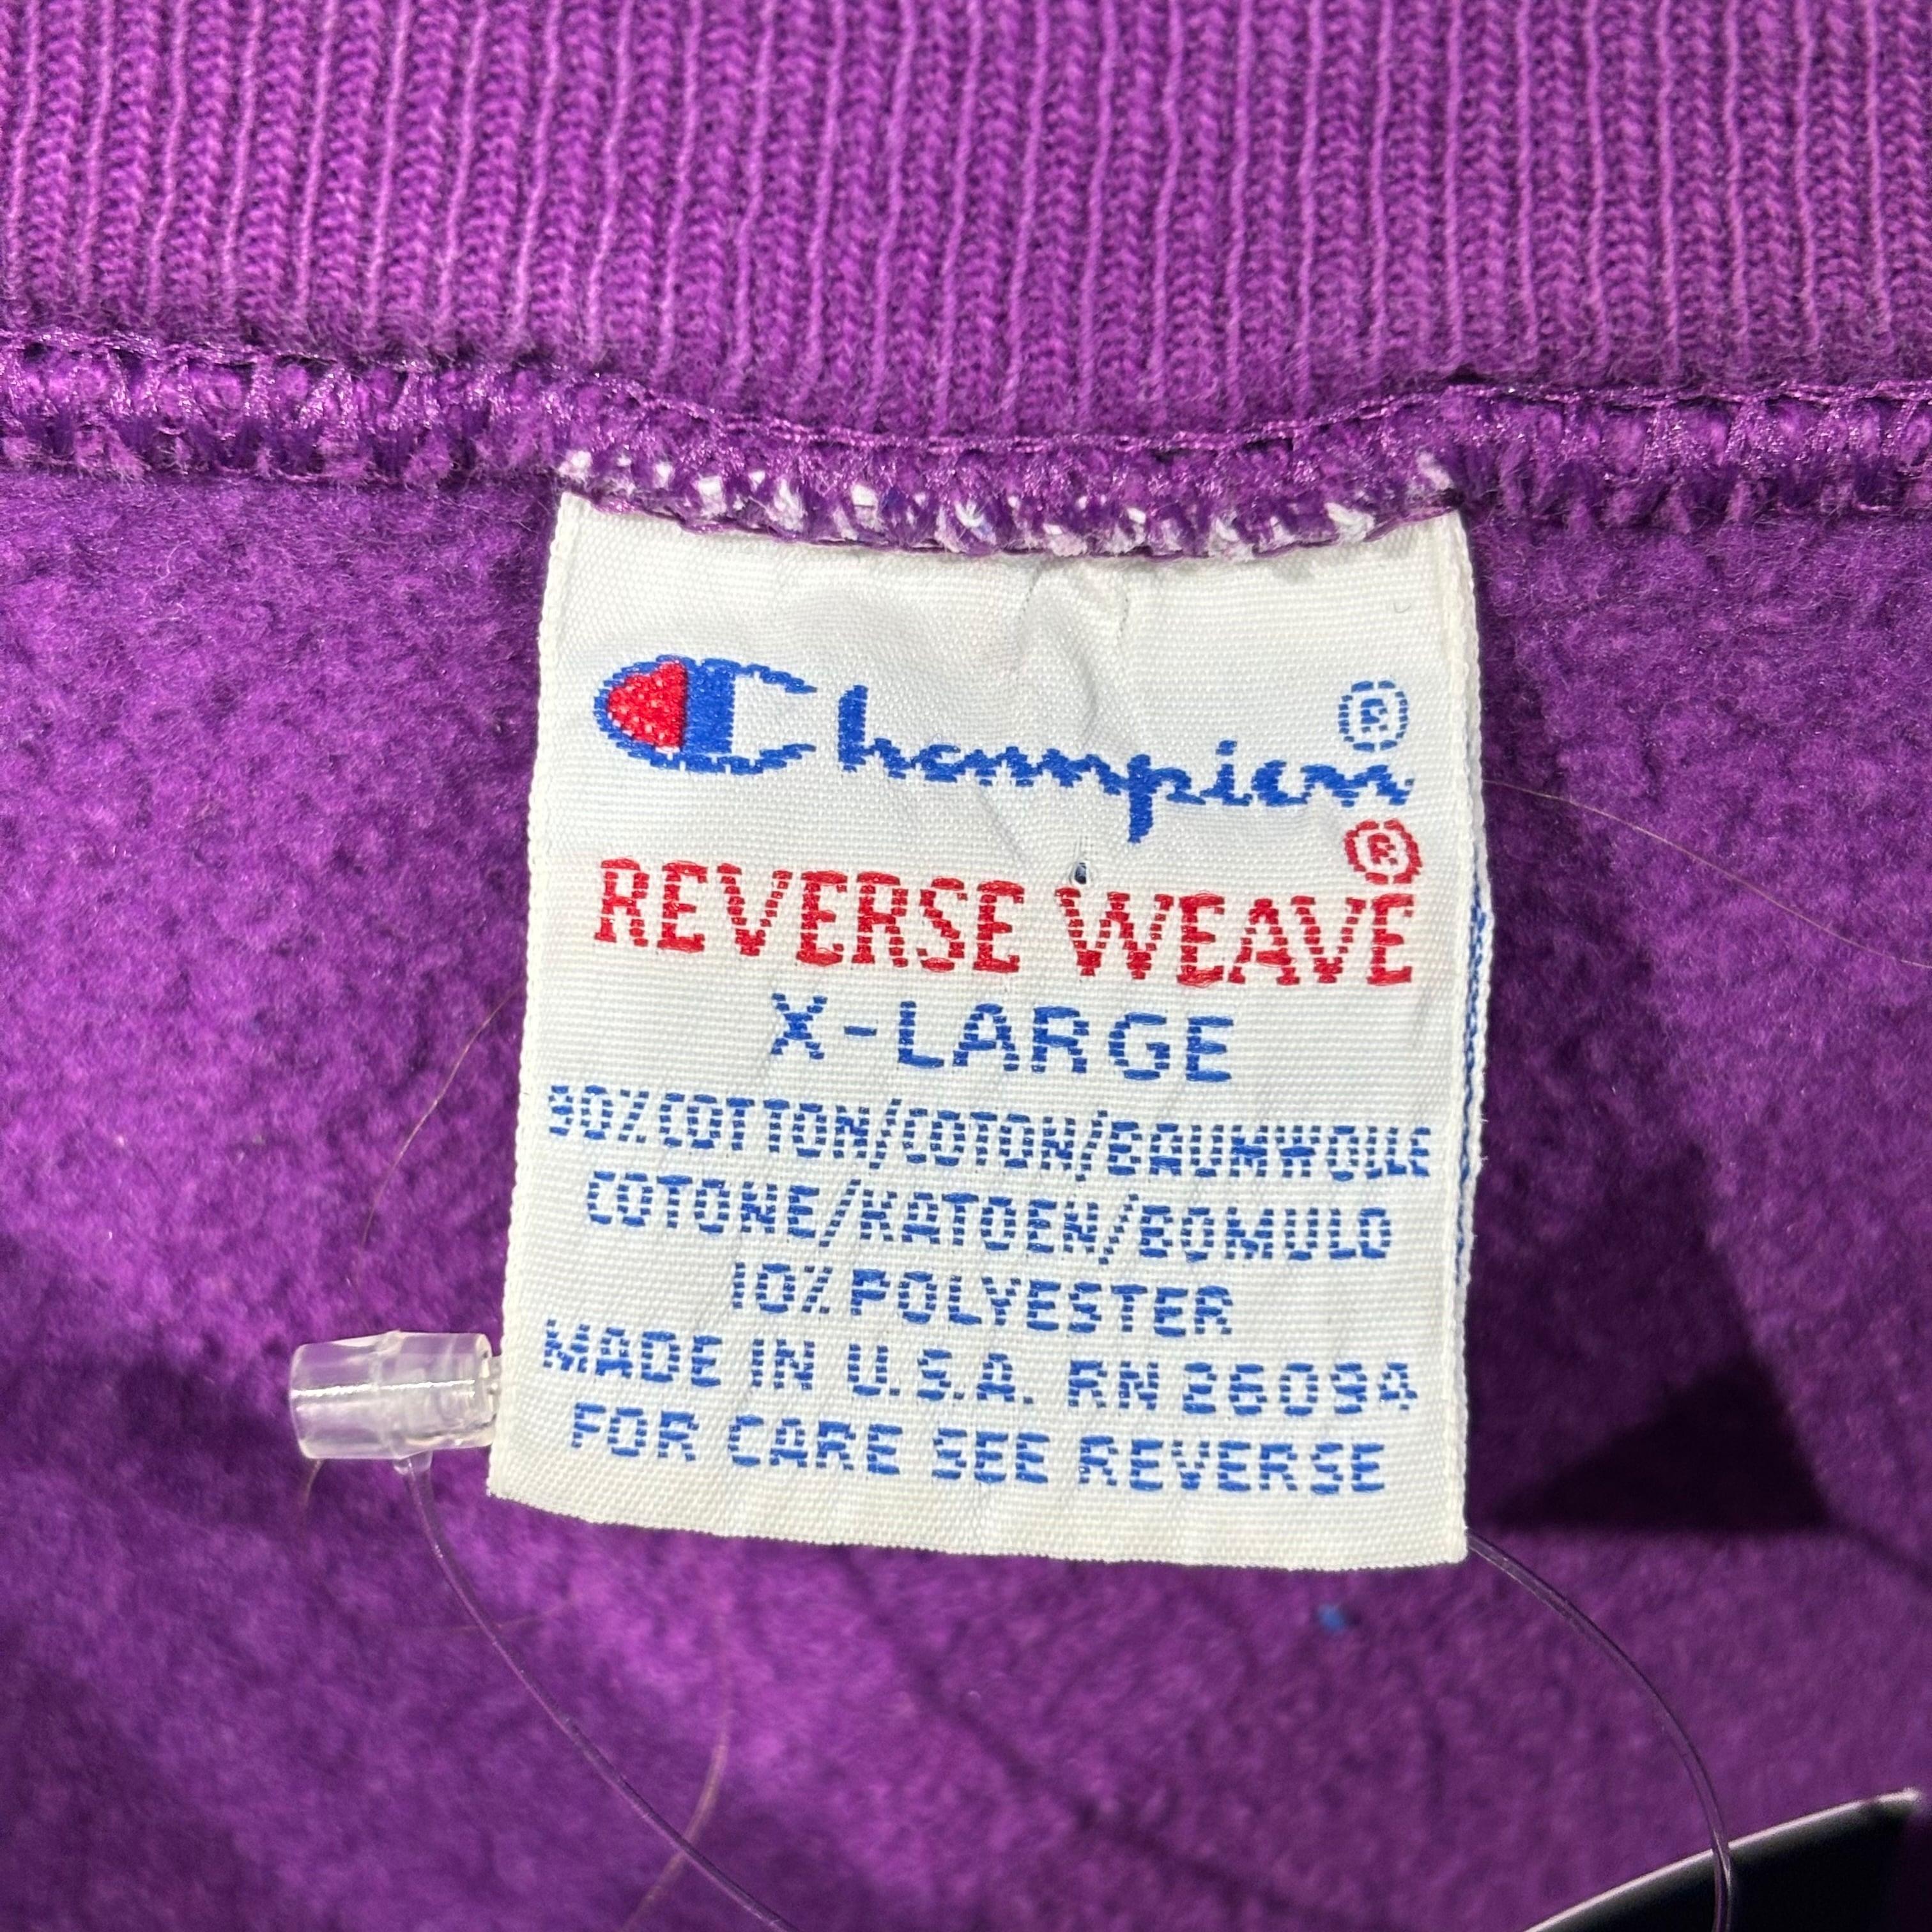 Champion®
REVERSE WEAVE®
X-LARGE
90% COTTON/COTON/BAUMWOLLE
COTONE/KATOEN/BOMULD
10% POLYESTER
MADE IN U.S.A. RN 26094
FOR CARE SEE REVERSE